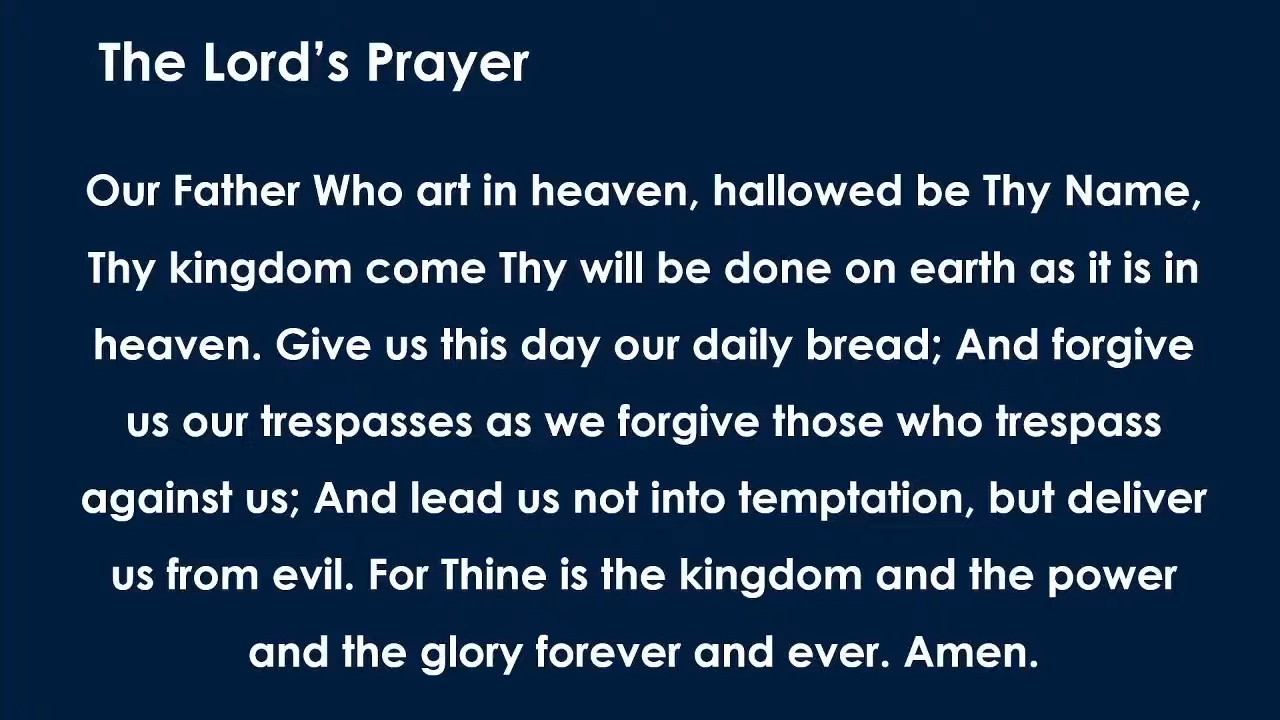 The Lord’s Prayer
Our Father Who art in heaven, hallowed be Thy Name,
Thy kingdom come Thy will be done on earth as it is in
heaven. Give us this day our daily bread; And forgive
us our trespasses as we forgive those who trespass
against us; And lead us not into temptation, but deliver
us from evil. For Thine is the kingdom and the power
and the glory forever and ever. Amen.